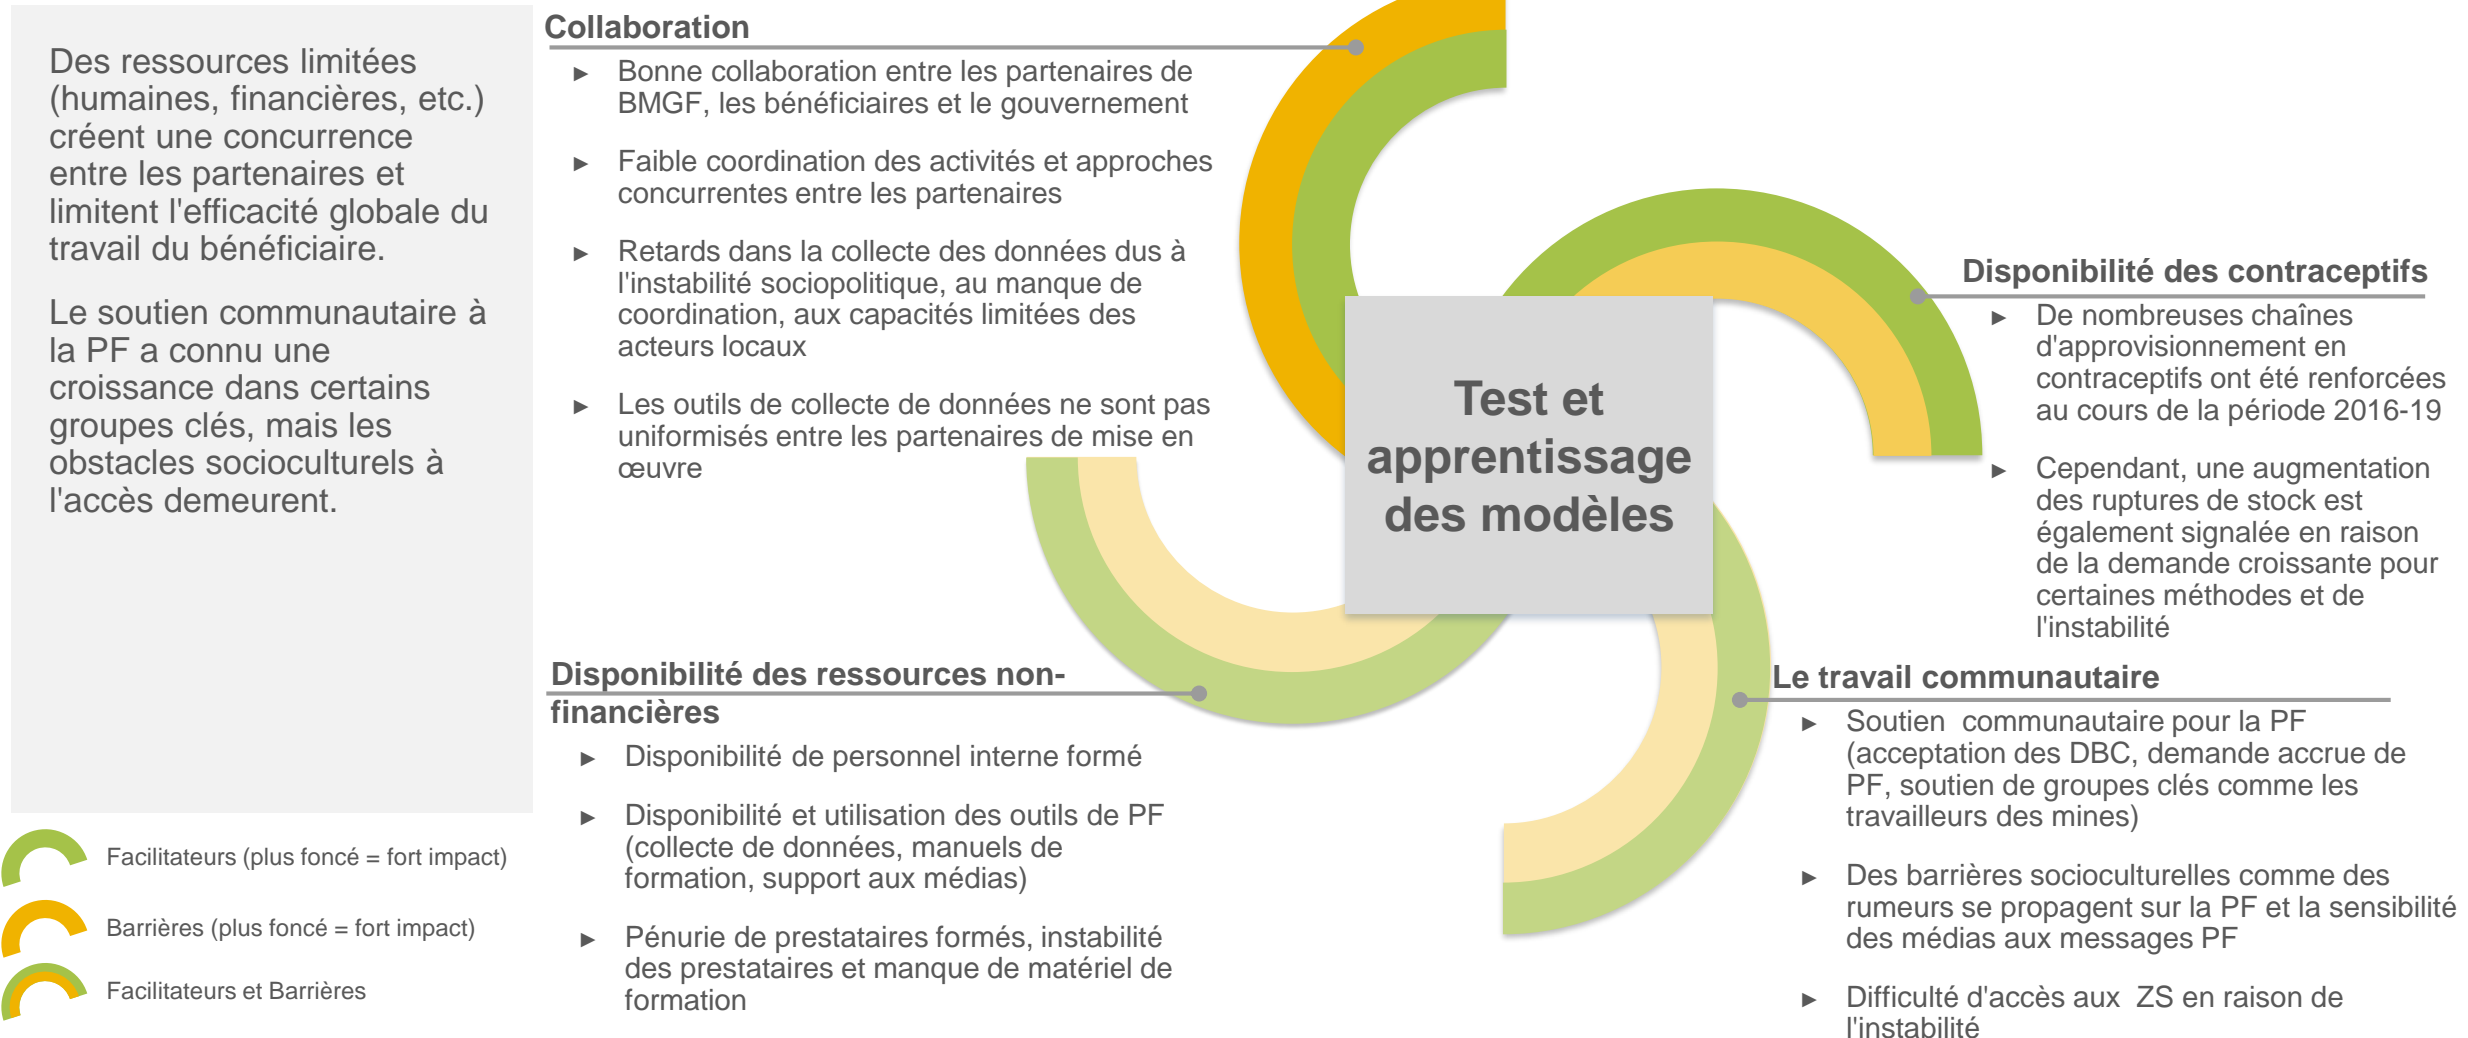 Des ressources limitées
(humaines, financières, etc.)
créent une concurrence
entre les partenaires et
limitent l'efficacité globale du
travail du bénéficiaire.
Le soutien communautaire à
la PF a connu une
croissance dans certains
groupes clés, mais les
obstacles socioculturels à
l'accès demeurent.
Facilitateurs (plus foncé = fort impact)
Barrières (plus foncé = fort impact)
Facilitateurs et Barrières
Collaboration
► Bonne collaboration entre les partenaires de
BMGF, les bénéficiaires et le gouvernement
► Faible coordination des activités et approches
concurrentes entre les partenaires
► Retards dans la collecte des données dus à
l'instabilité sociopolitique, au manque de
coordination, aux capacités limitées des
acteurs locaux
► Les outils de collecte de données ne sont pas
uniformisés entre les partenaires de mise en
œuvre
Disponibilité des ressources non-
financières
► Disponibilité de personnel interne formé
► Disponibilité et utilisation des outils de PF
(collecte de données, manuels de
formation, support aux médias)
► Pénurie de prestataires formés, instabilité
des prestataires et manque de matériel de
formation
Test et
apprentissage
des modèles
Disponibilité des contraceptifs
► De nombreuses chaînes
d'approvisionnement en
contraceptifs ont été renforcées
au cours de la période 2016-19
► Cependant, une augmentation
des ruptures de stock est
également signalée en raison
de la demande croissante pour
certaines méthodes et de
l'instabilité
Le travail communautaire
► Soutien  communautaire pour la PF
(acceptation des DBC, demande accrue de
PF, soutien de groupes clés comme les
travailleurs des mines)
► Des barrières socioculturelles comme des
rumeurs se propagent sur la PF et la sensibilité
des médias aux messages PF
► Difficulté d'accès aux  ZS en raison de
l'instabilité